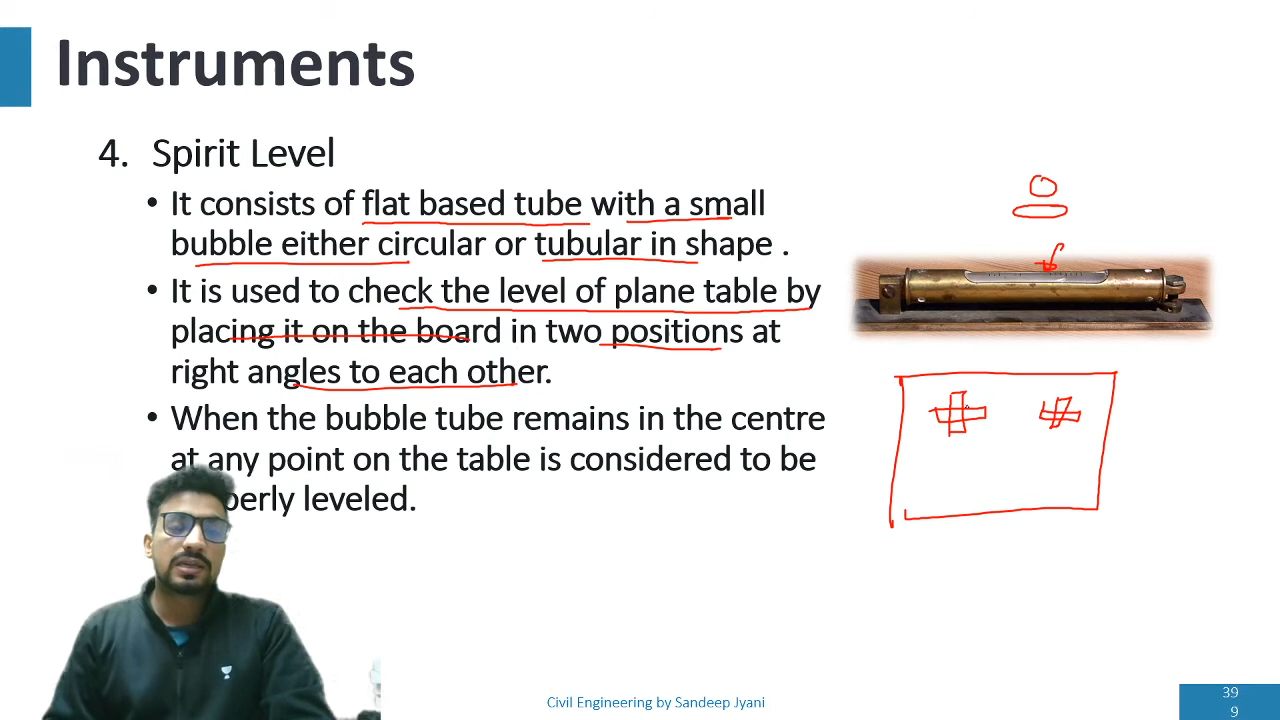 Instruments
4. Spirit Level
• It consists of flat based tube with a small
bubble either circular or tubular in shape .
• It is used to check the level of plane table by
placing it on the board in two positions at
right angles to each other.
• When the bubble tube remains in the centre
at any point on the table is considered to be
perly leveled.
Civil Engineering by Sandeep Jyani
39
9